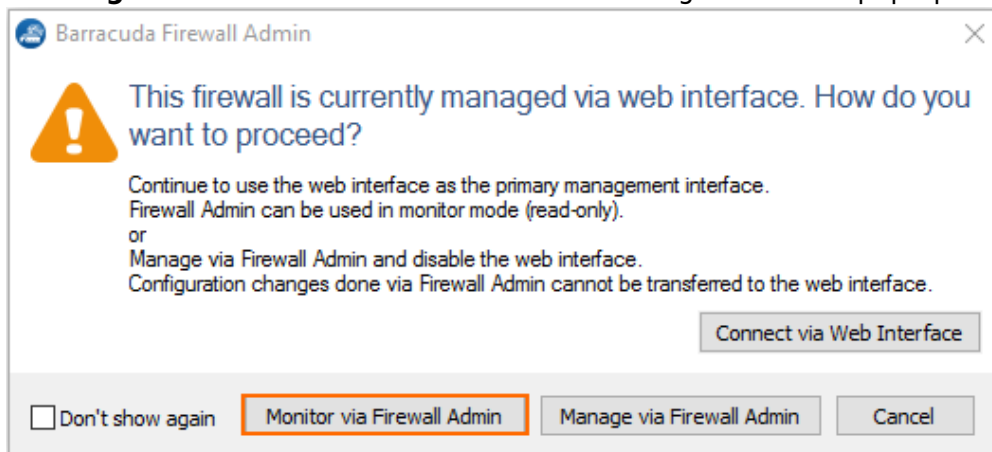 Barracuda Firewall Admin
This firewall is currently managed via web interface. How do you
want to proceed?
Continue to use the web interface as the primary management interface.
Firewall Admin can be used in monitor mode (read-only).
or
Manage via Firewall Admin and disable the web interface.
Configuration changes done via Firewall Admin cannot be transferred to the web interface.
Connect via Web Interface
Don't show again Monitor via Firewall Admin Manage via Firewall Admin Cancel